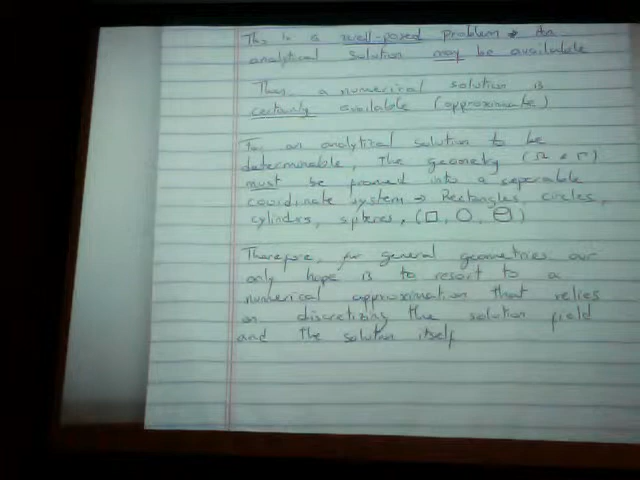 This is a well-posed problem → An
analytical solution may be available
Thus, a numerical solution is
certainly available (approximate)
For an analytical solution to be
determinable, the geometry (Ω & Γ)
must be framed into a separable
coordinate system → Rectangles, circles,
cylinders, spheres, (□, ○, ⊖)
Therefore, for general geometries our
only hope is to resort to a
numerical approximation that relies
on discretizing the solution field
and the solution itself